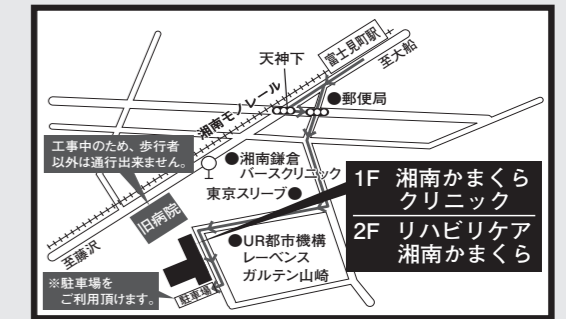 富士見町駅
至大船
天神下
●郵便局
湘南モノレール
工事中のため、歩行者
以外は通行出来ません。
●湘南鎌倉
バースクリニック
東京スリープ●
旧病院
至藤沢
1F 湘南かまくら
クリニック
2F リハビリケア
湘南かまくら
●UR都市機構
レーベンス
ガルテン山崎
※駐車場を
ご利用頂けます。
駐車場